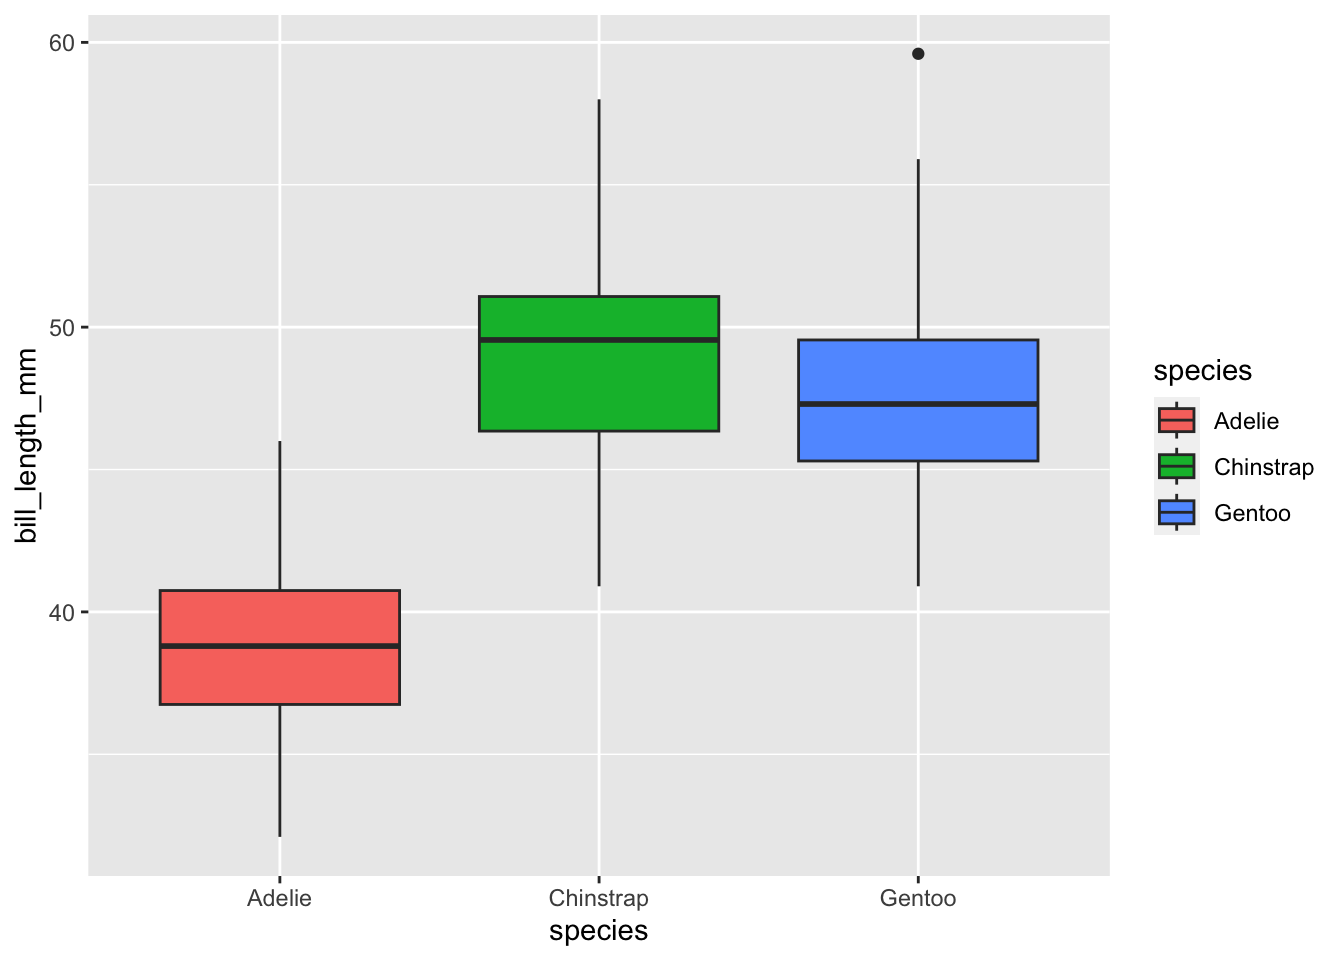 60
50
40
bill_length_mm
Adelie
Chinstrap
Gentoo
species
species
Adelie
Chinstrap
Gentoo